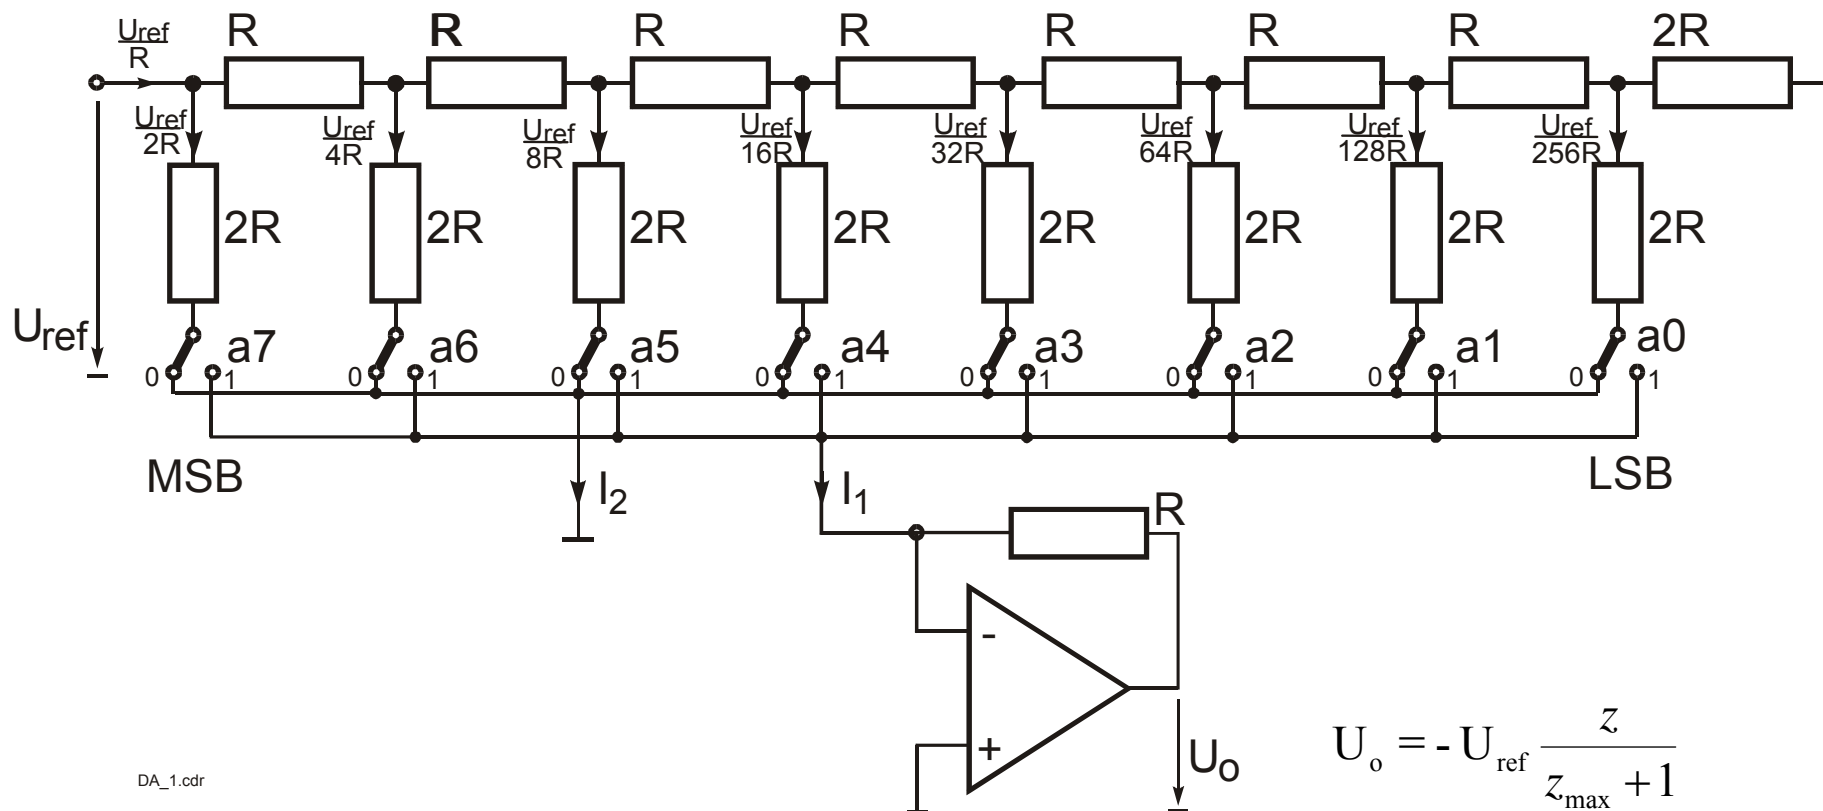 R R R R R R R 2R
Uref/R
Uref/2R Uref/4R Uref/8R Uref/16R Uref/32R Uref/64R Uref/128R Uref/256R
2R 2R 2R 2R 2R 2R 2R 2R
Uref a7 a6 a5 a4 a3 a2 a1 a0
0 1 0 1 0 1 0 1 0 1 0 1 0 1 0 1
MSB LSB
I2 I1 R
-
+
Uo
Uo = - Uref z/(zmax + 1)
DA_1.cdr